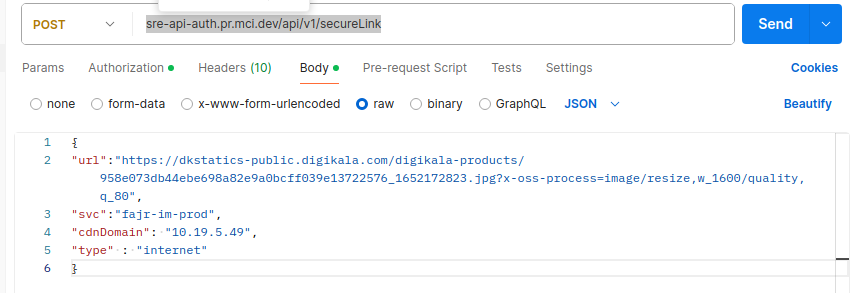 POST sre-api-auth.pr.mci.dev/api/v1/secureLink Send
Params Authorization Headers (10) Body Pre-request Script Tests Settings Cookies
none form-data x-www-form-urlencoded raw binary GraphQL JSON Beautify
1 {
2 "url":"https://dkstatics-public.digikala.com/digikala-products/
958e073db44ebe698a82e9a0bcff039e13722576_1652172823.jpg?x-oss-process=image/resize,w_1600/quality,
q_80",
3 "svc":"fajr-im-prod",
4 "cdnDomain": "10.19.5.49",
5 "type" : "internet"
6 }